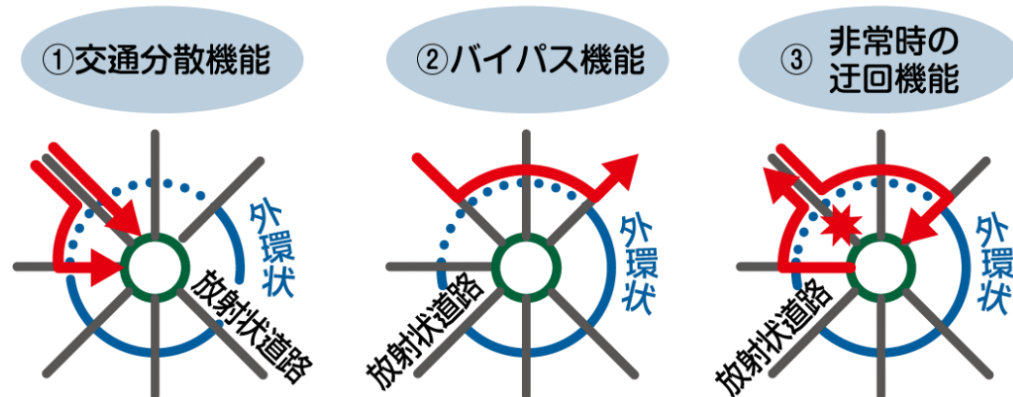 ①交通分散機能
②バイパス機能
③ 非常時の
迂回機能
外環状
放射状道路
外環状
放射状道路
外環状
放射状道路